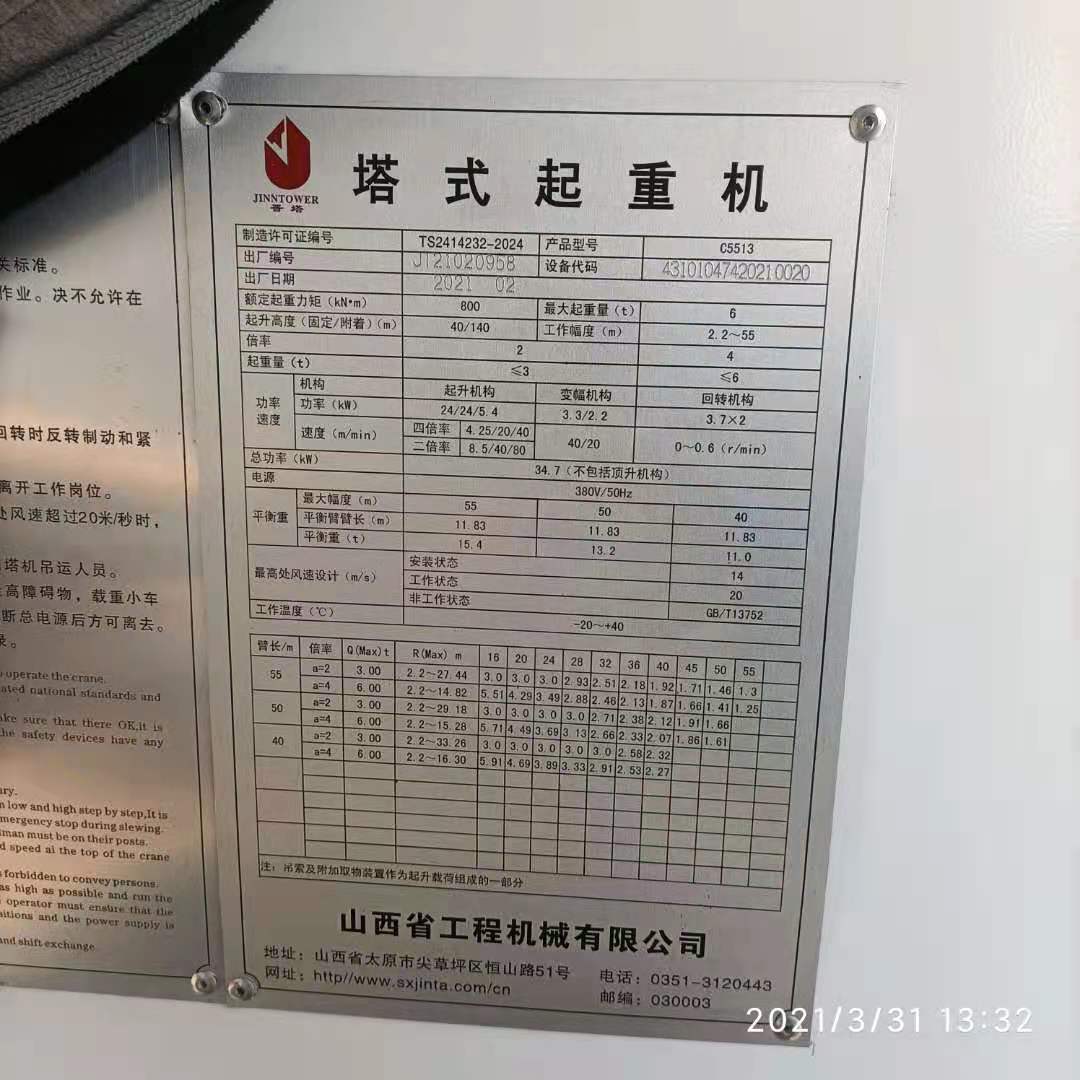 关标准。
作业。决不允许在
回转时反转制动和紧
离开工作岗位。
处风速超过20米/秒时,
塔机吊运人员。
高障碍物,载重小车
断总电源后方可离去。
录。
o operate the crane.
ated national standards and
ake sure that there OK,it is
the safety devices have any
ary.
n low and high step by step,It is
mergency stop during slewing.
man must be on their posts.
d speed ai the top of the crane
s forbidden to convey persons.
as high as possible and run the
operator must ensure that the
itions and the power supply is
and shift exchange
JINNTOWER
晋塔
塔式起重机
制造许可证编号 TS2414232-2024 产品型号 C5513
出厂编号 JT21020958 设备代码 43101047420210020
出厂日期 2021 02
额定起重力矩(kN•m) 800 最大起重量(t) 6
起升高度(固定/附着)(m) 40/140 工作幅度(m) 2.2~55
倍率 2 4
起重量(t) ≤3 ≤6
功率速度 机构 起升机构 变幅机构 回转机构
功率(kW) 24/24/5.4 3.3/2.2 3.7×2
速度(m/min) 四倍率 4.25/20/40 40/20 0~0.6(r/min)
二倍率 8.5/40/80
总功率(kW) 34.7(不包括顶升机构)
电源 380V/50Hz
平衡重 最大幅度(m) 55 50 40
平衡臂臂长(m) 11.83 11.83 11.83
平衡重(t) 15.4 13.2 11.0
最高处风速设计(m/s) 安装状态 14
工作状态 20
非工作状态 GB/T13752
工作温度(℃) -20~+40
臂长/m 倍率 Q(Max)t R(Max) m 16 20 24 28 32 36 40 45 50 55
55 a=2 3.00 2.2~27.44 3.0 3.0 3.0 2.93 2.51 2.18 1.92 1.71 1.46 1.3
a=4 6.00 2.2~14.82 5.51 4.29 3.49 2.88 2.46 2.13 1.87 1.66 1.41 1.25
50 a=2 3.00 2.2~29.18 3.0 3.0 3.0 3.0 2.71 2.38 2.12 1.91 1.66
a=4 6.00 2.2~15.28 5.71 4.49 3.69 3.13 2.66 2.33 2.07 1.86 1.61
40 a=2 3.00 2.2~33.26 3.0 3.0 3.0 3.0 3.0 2.58 2.32
a=4 6.00 2.2~16.30 5.91 4.69 3.89 3.33 2.91 2.53 2.27
注:吊索及附加取物装置作为起升载荷组成的一部分
山西省工程机械有限公司
地址:山西省太原市尖草坪区恒山路51号 电话:0351-3120443
网址:http//www.sxjinta.com/cn 邮编:030003
2021/3/31 13:32